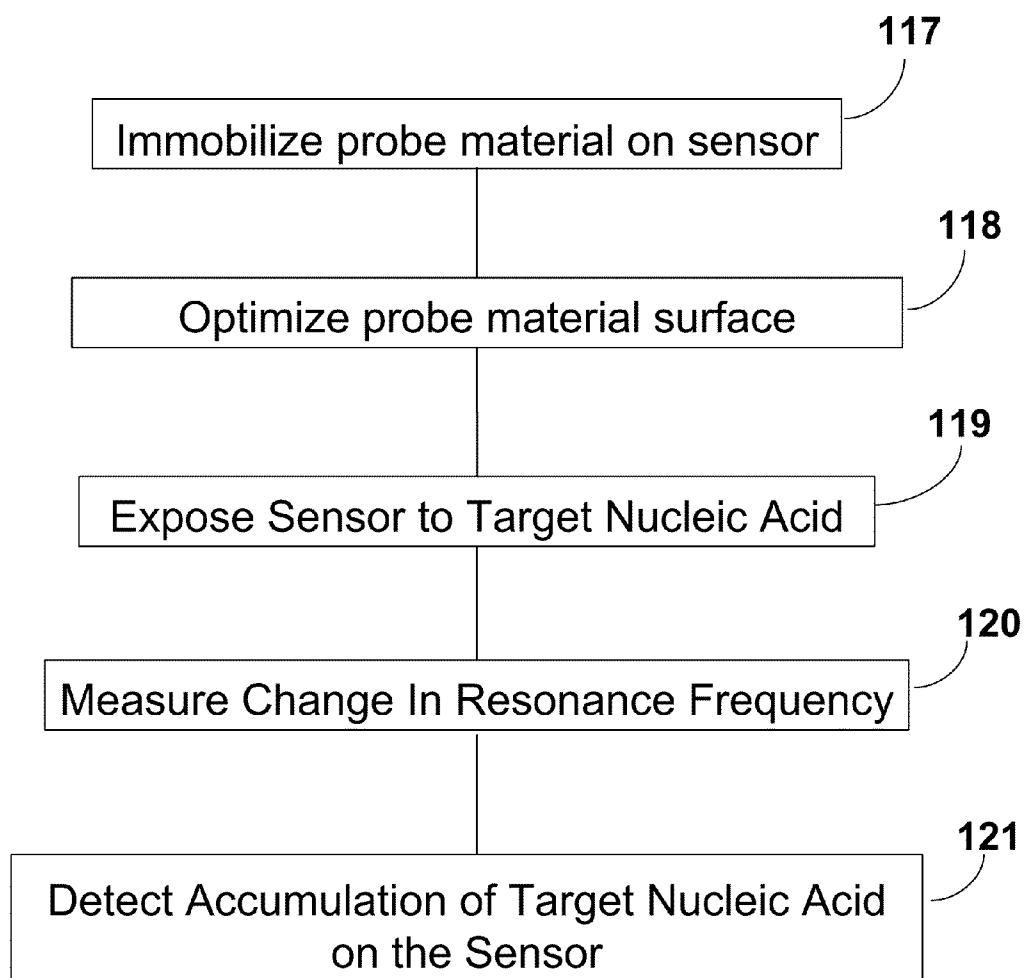 117
Immobilize probe material on sensor
118
Optimize probe material surface
119
Expose Sensor to Target Nucleic Acid
120
Measure Change In Resonance Frequency
121
Detect Accumulation of Target Nucleic Acid
on the Sensor